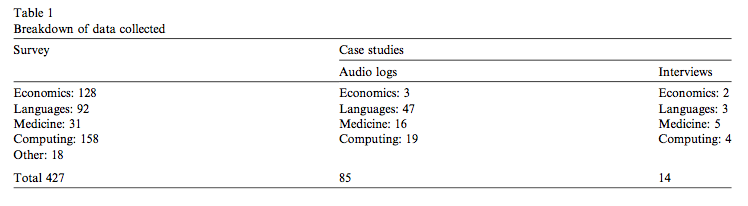 Table 1
Breakdown of data collected
Survey Case studies
Audio logs Interviews
Economics: 128 Economics: 3 Economics: 2
Languages: 92 Languages: 47 Languages: 3
Medicine: 31 Medicine: 16 Medicine: 5
Computing: 158 Computing: 19 Computing: 4
Other: 18
Total 427 85 14